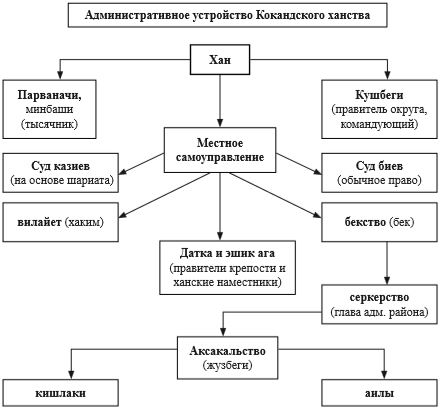 Административное устройство Кокандского ханства
Хан
Парваначи,
минбаши
(тысячник)
Кушбеги
(правитель округа,
командующий)
Местное
самоуправление
Суд казиев
(на основе шариата)
Суд биев
(обычное право)
вилайет (хаким)
бекство (бек)
Датка и эшик ага
(правители крепости и
ханские наместники)
серкерство
(глава адм. района)
Аксакальство
(жузбеги)
кишлаки
аилы